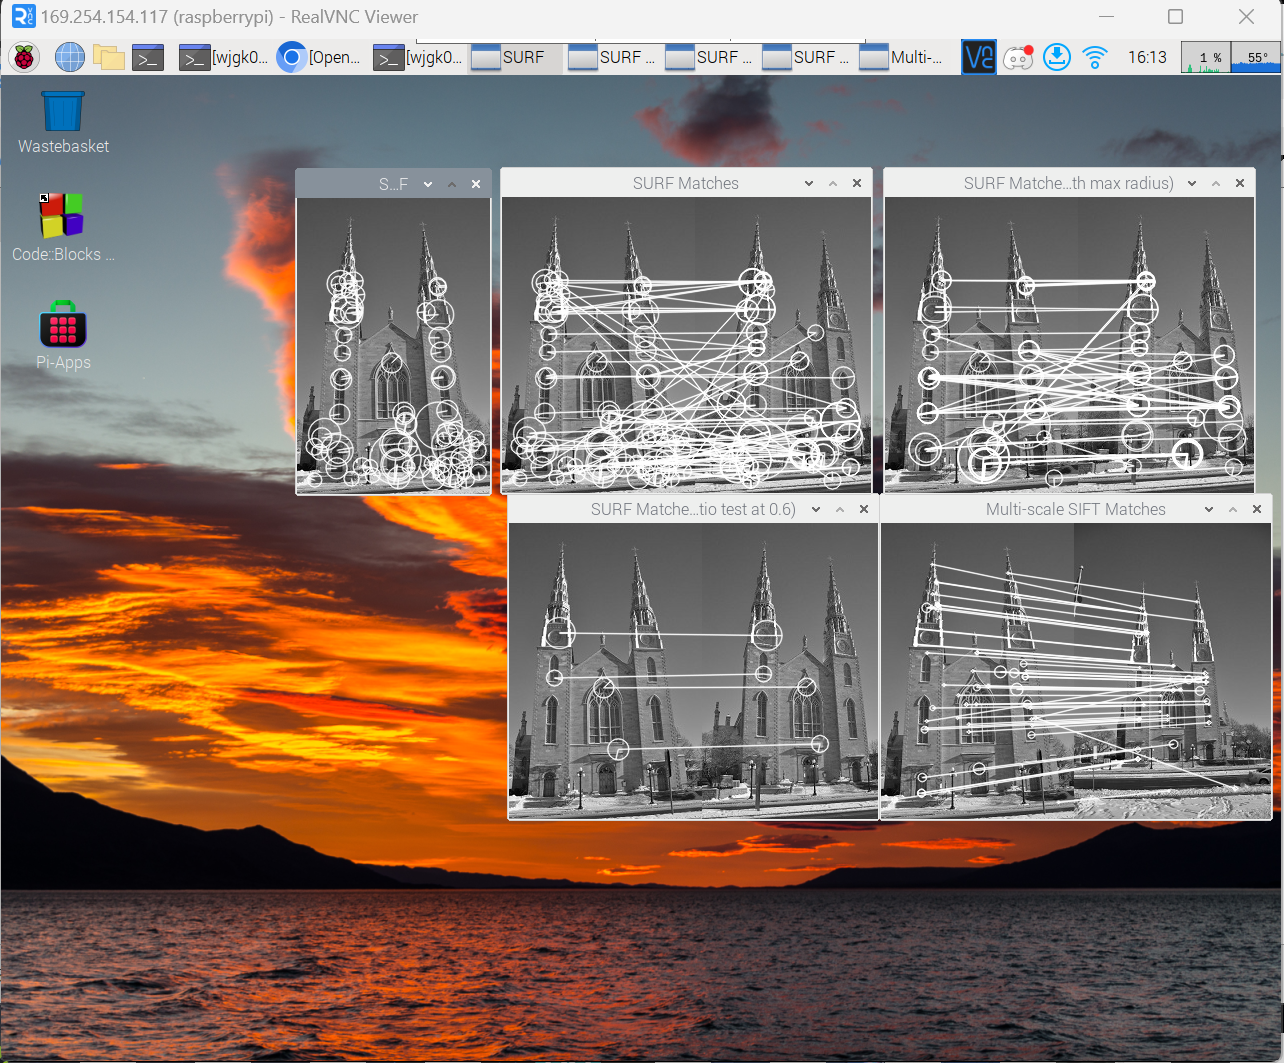 169.254.154.117 (raspberrypi) - RealVNC Viewer
[wjgk0... [Open... [wjgk0... SURF SURF ... SURF ... SURF ... Multi-... 16:13 1 % 55°
Wastebasket
Code::Blocks ...
Pi-Apps
S...F
SURF Matches
SURF Matche...th max radius)
SURF Matche...tio test at 0.6)
Multi-scale SIFT Matches